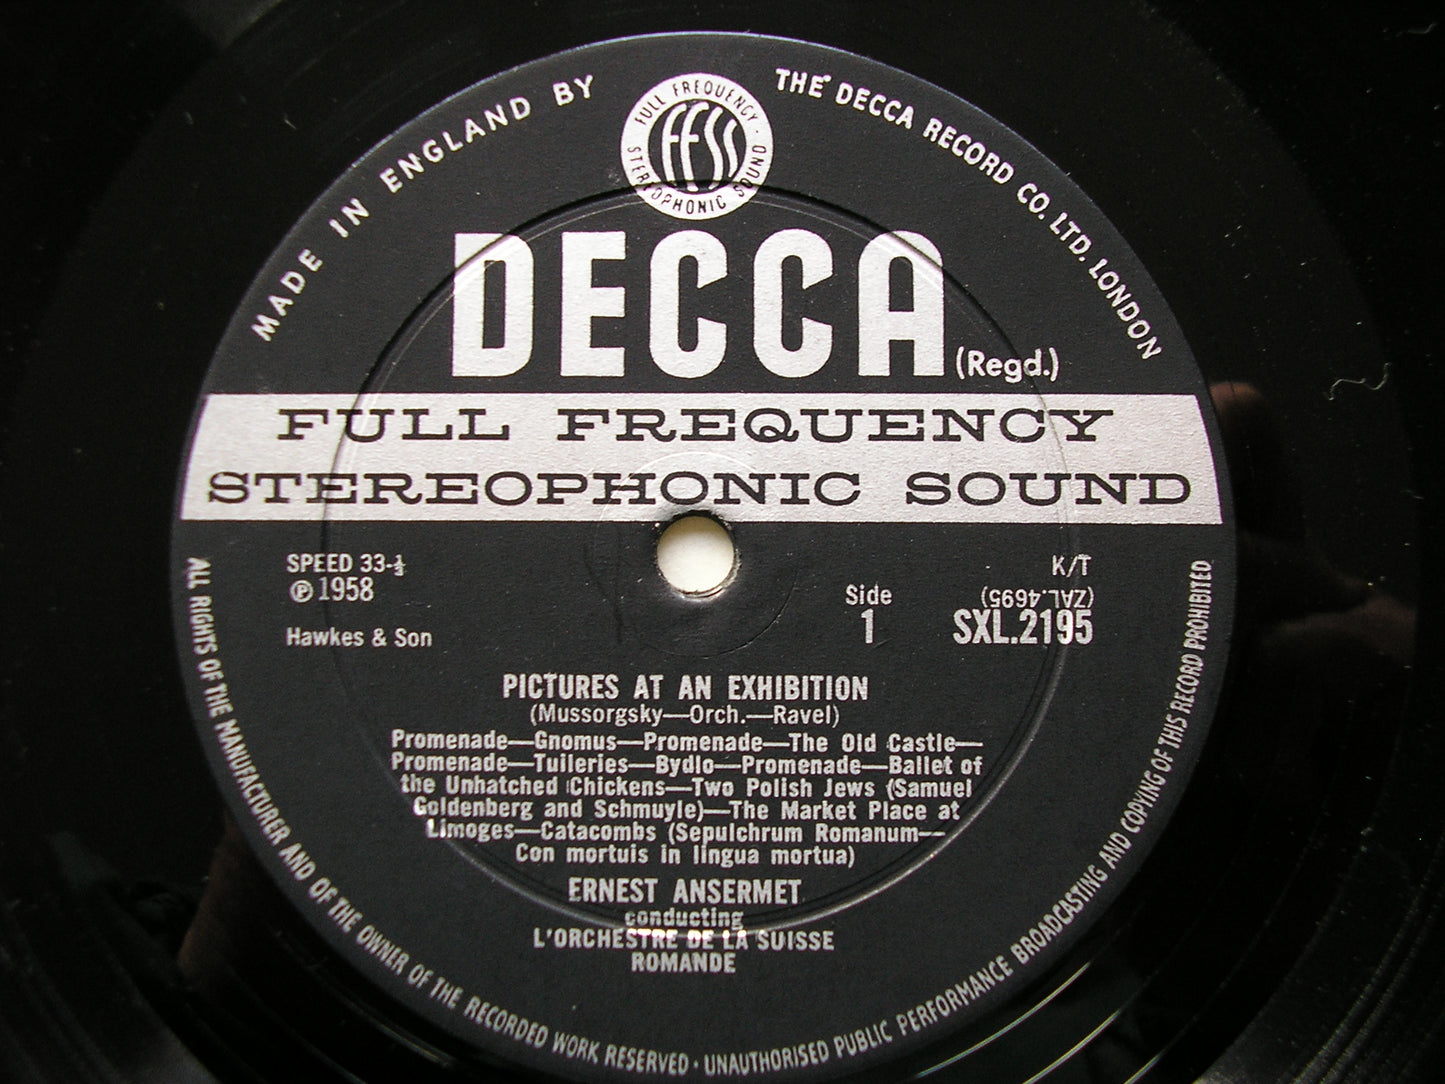 MADE IN ENGLAND BY
THE DECCA RECORD CO. LTD. LONDON
FULL FREQUENCY
FFSS
STEREOPHONIC SOUND
DECCA (Regd.)
FULL FREQUENCY
STEREOPHONIC SOUND
SPEED 33-⅓
℗ 1958
Hawkes & Son
Side
1
K/T
(ZAL.4695)
SXL.2195
PICTURES AT AN EXHIBITION
(Mussorgsky—Orch.—Ravel)
Promenade—Gnomus—Promenade—The Old Castle—
Promenade—Tuileries—Bydlo—Promenade—Ballet of
the Unhatched Chickens—Two Polish Jews (Samuel
Goldenberg and Schmuyle)—The Market Place at
Limoges—Catacombs (Sepulchrum Romanum—
Con mortuis in lingua mortua)
ERNEST ANSERMET
conducting
L'ORCHESTRE DE LA SUISSE
ROMANDE
ALL RIGHTS OF THE MANUFACTURER AND OF THE OWNER OF THE RECORDED WORK RESERVED · UNAUTHORISED PUBLIC PERFORMANCE BROADCASTING AND COPYING OF THIS RECORD PROHIBITED